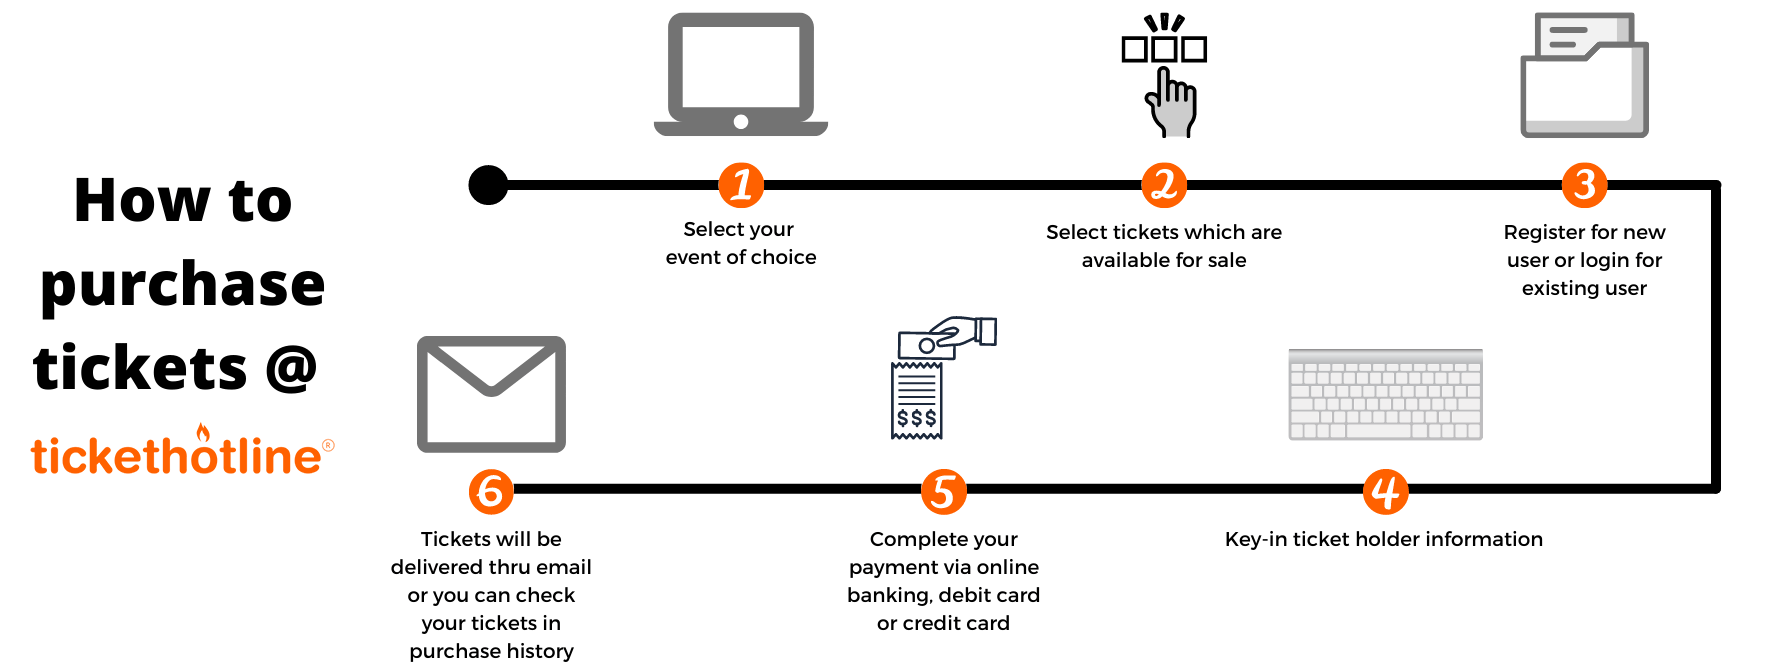 How to
purchase
tickets @
tickethotline®
1
Select your
event of choice
2
Select tickets which are
available for sale
3
Register for new
user or login for
existing user
4
Key-in ticket holder information
$$$
5
Complete your
payment via online
banking, debit card
or credit card
6
Tickets will be
delivered thru email
or you can check
your tickets in
purchase history